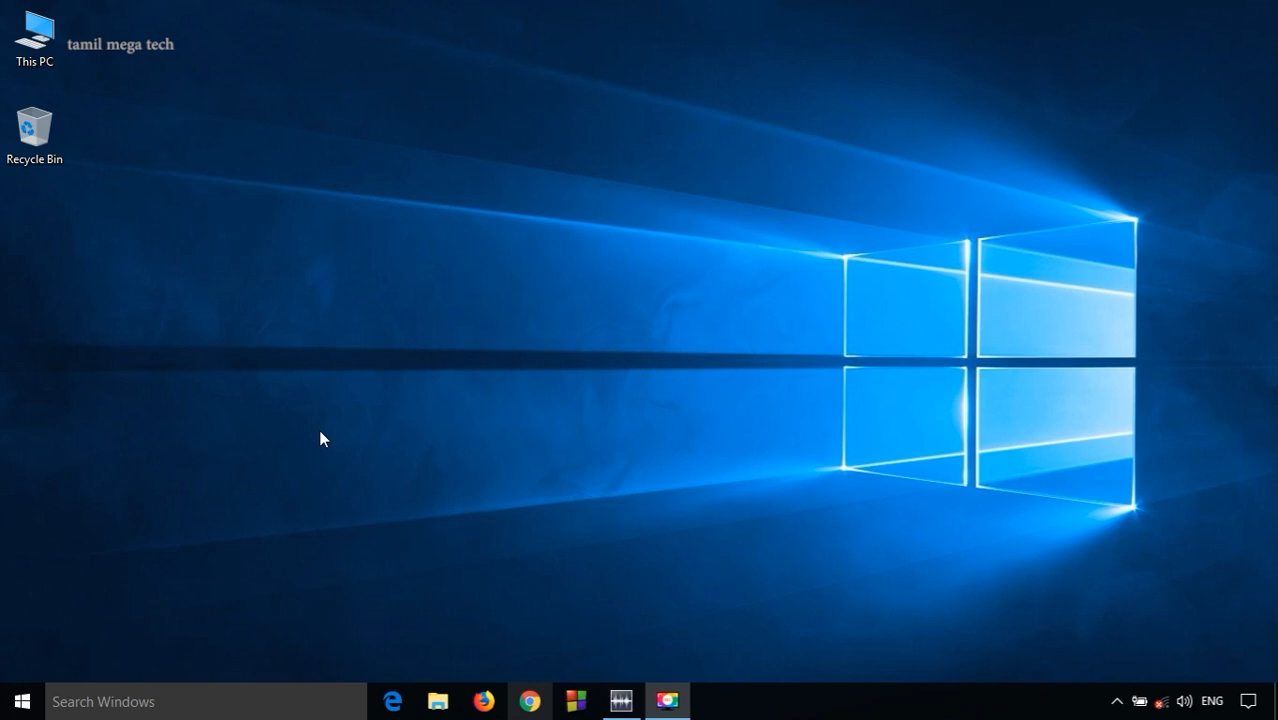 tamil mega tech
This PC
Recycle Bin
Search Windows
ENG